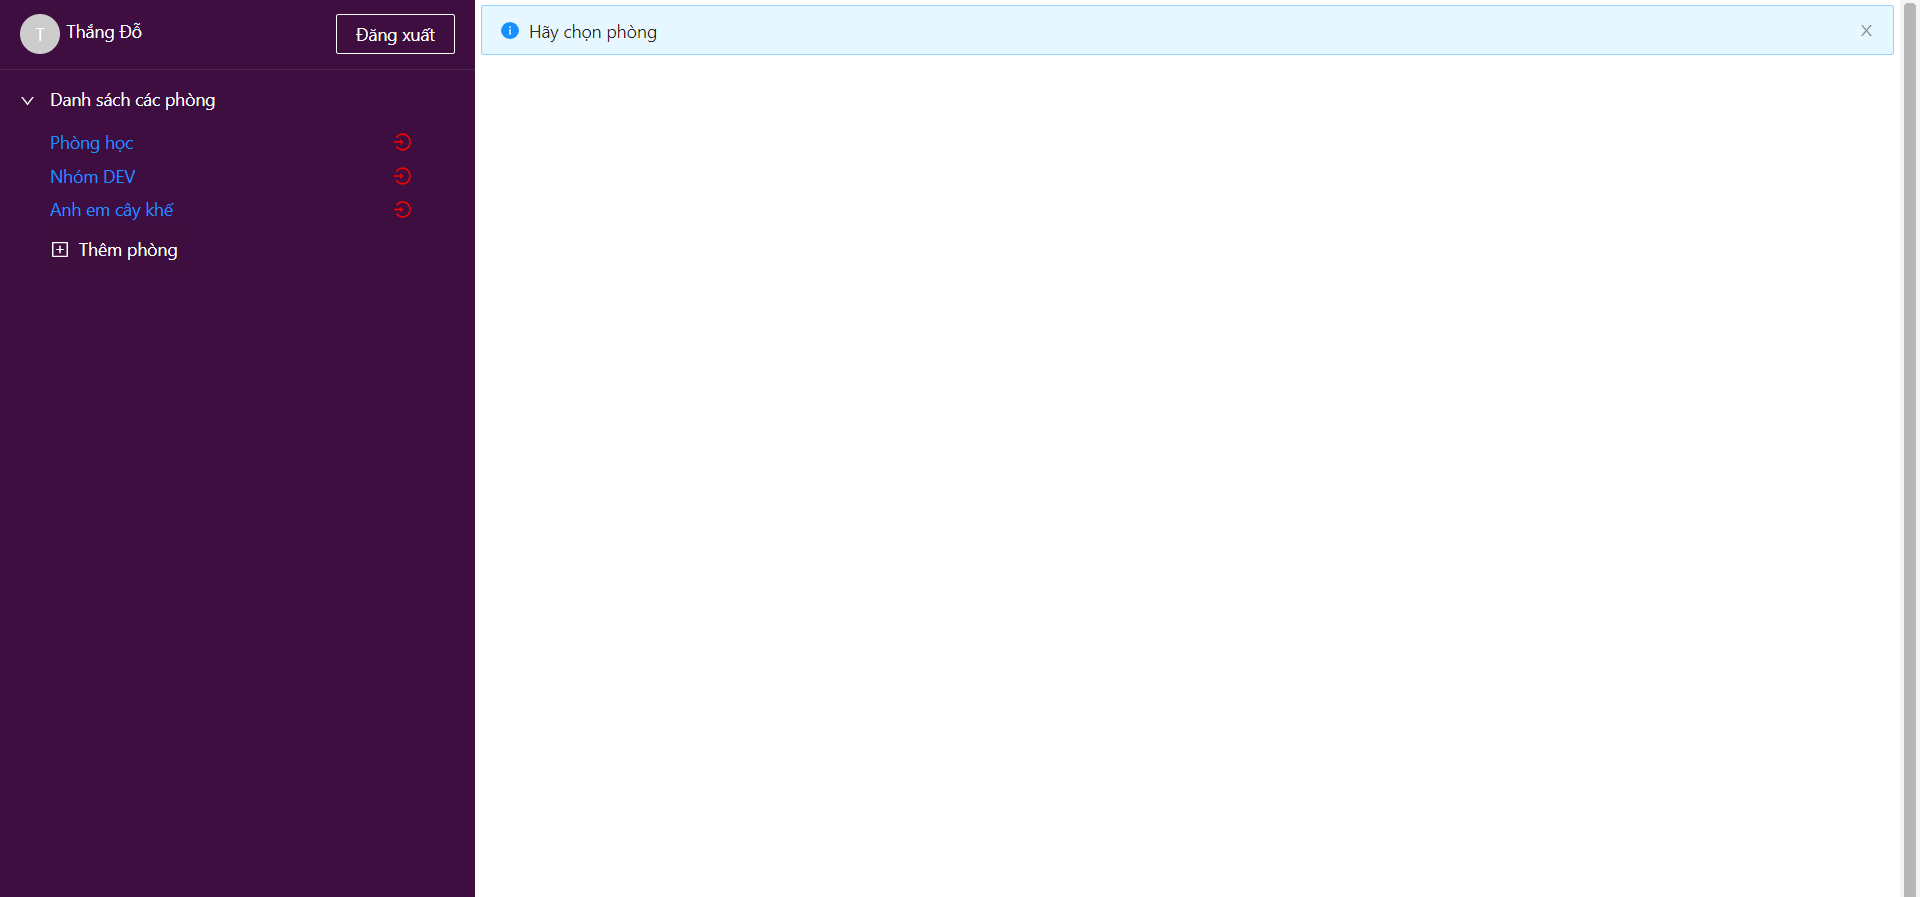 T Thắng Đỗ
Đăng xuất
Hãy chọn phòng
Danh sách các phòng
Phòng học
Nhóm DEV
Anh em cây khế
Thêm phòng